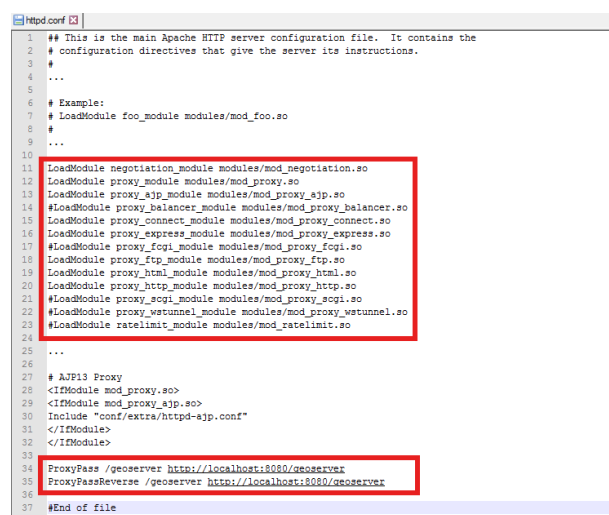 httpd.conf
1 ## This is the main Apache HTTP server configuration file. It contains the
2 # configuration directives that give the server its instructions.
3 #
4 ...
5
6 # Example:
7 # LoadModule foo_module modules/mod_foo.so
8 #
9 ...
10
11 LoadModule negotiation_module modules/mod_negotiation.so
12 LoadModule proxy_module modules/mod_proxy.so
13 LoadModule proxy_ajp_module modules/mod_proxy_ajp.so
14 #LoadModule proxy_balancer_module modules/mod_proxy_balancer.so
15 LoadModule proxy_connect_module modules/mod_proxy_connect.so
16 LoadModule proxy_express_module modules/mod_proxy_express.so
17 #LoadModule proxy_fcgi_module modules/mod_proxy_fcgi.so
18 LoadModule proxy_ftp_module modules/mod_proxy_ftp.so
19 LoadModule proxy_html_module modules/mod_proxy_html.so
20 LoadModule proxy_http_module modules/mod_proxy_http.so
21 #LoadModule proxy_scgi_module modules/mod_proxy_scgi.so
22 #LoadModule proxy_wstunnel_module modules/mod_proxy_wstunnel.so
23 #LoadModule ratelimit_module modules/mod_ratelimit.so
24
25 ...
26
27 # AJP13 Proxy
28 <IfModule mod_proxy.so>
29 <IfModule mod_proxy_ajp.so>
30 Include "conf/extra/httpd-ajp.conf"
31 </IfModule>
32 </IfModule>
33
34 ProxyPass /geoserver http://localhost:8080/geoserver
35 ProxyPassReverse /geoserver http://localhost:8080/geoserver
36
37 #End of file